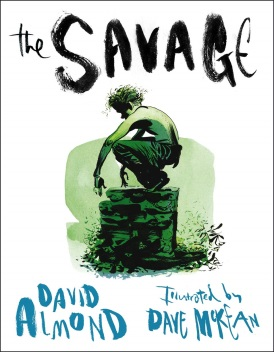 the SAVAGE
DAVID Illustrated by
ALMOND DAVE McKEAN